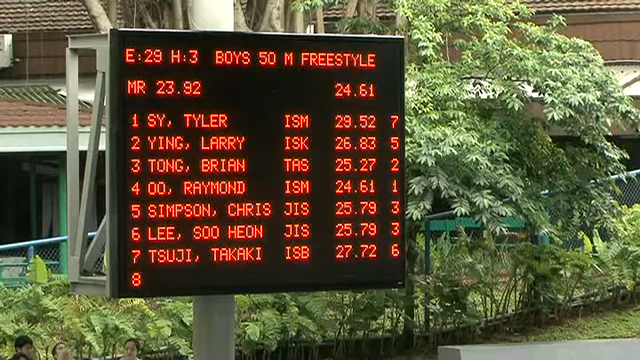 E:29 H:3 BOYS 50 M FREESTYLE
MR 23.92 24.61
1 SY, TYLER ISM 29.52 7
2 YING, LARRY ISK 26.83 5
3 TONG, BRIAN TAS 25.27 2
4 OO, RAYMOND ISM 24.61 1
5 SIMPSON, CHRIS JIS 25.79 3
6 LEE, SOO HEON JIS 25.79 3
7 TSUJI, TAKAKI ISB 27.72 6
8